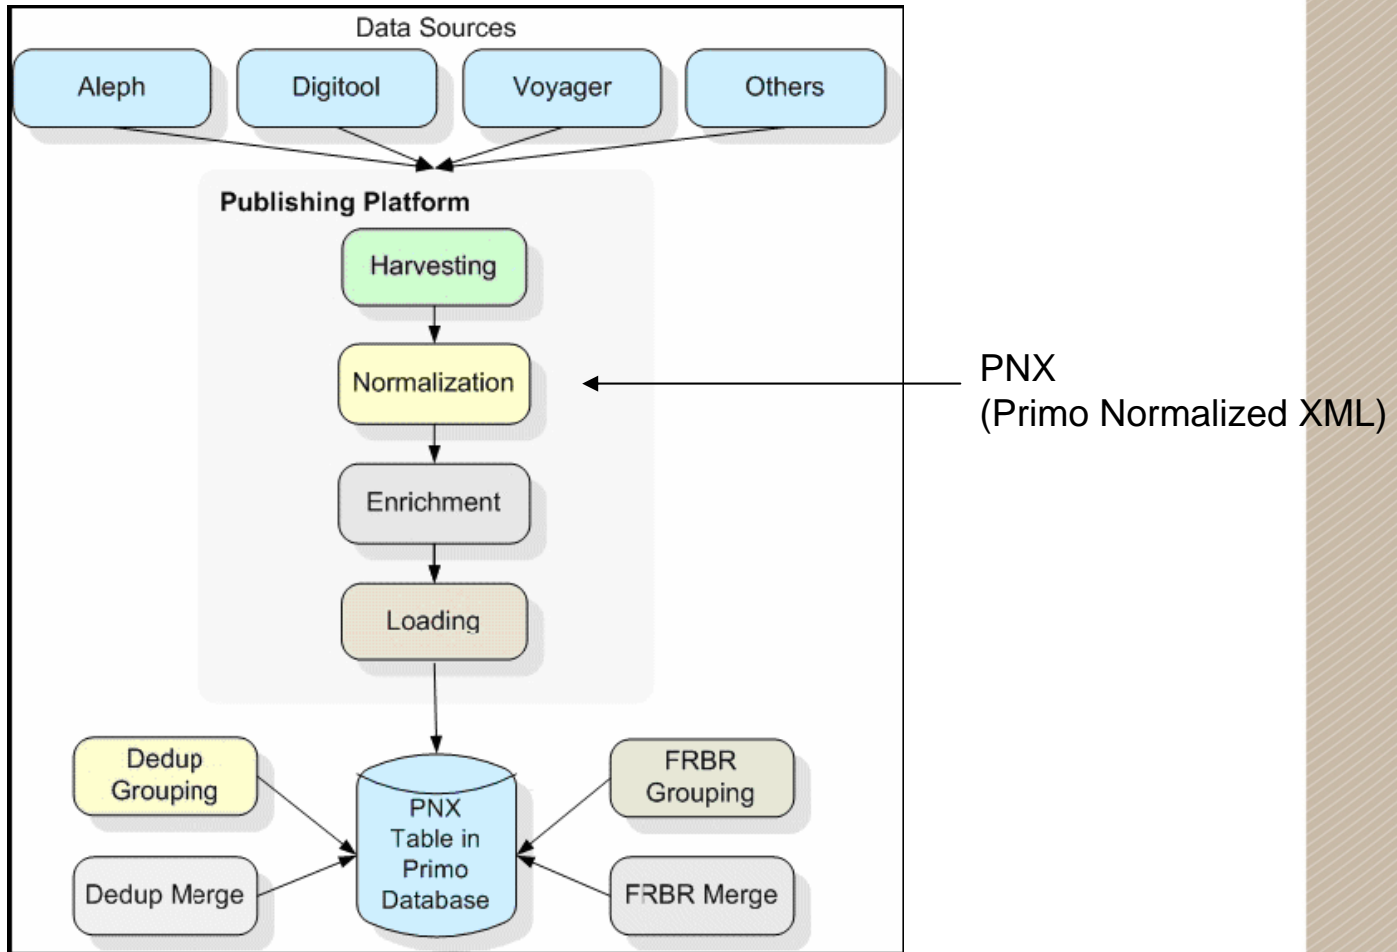 Data Sources
Aleph
Digitool
Voyager
Others
Publishing Platform
Harvesting
Normalization
PNX
(Primo Normalized XML)
Enrichment
Loading
Dedup
Grouping
FRBR
Grouping
PNX
Table in
Primo
Database
Dedup Merge
FRBR Merge